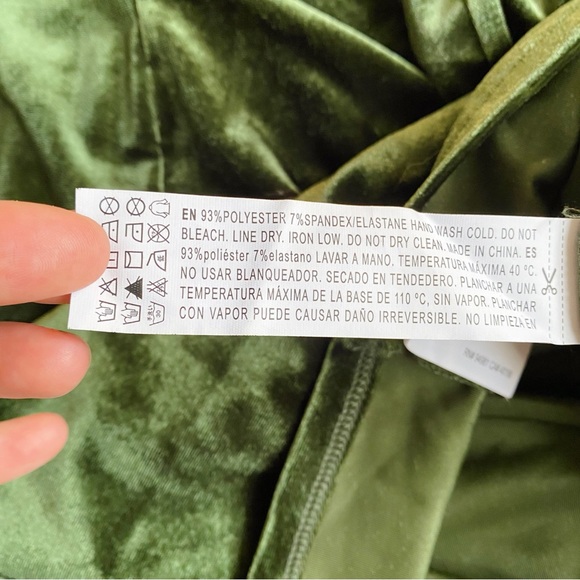 EN 93%POLYESTER 7%SPANDEX/ELASTANE HAND WASH COLD. DO NOT
BLEACH. LINE DRY. IRON LOW. DO NOT DRY CLEAN. MADE IN CHINA. ES
93%poliéster 7%elastano LAVAR A MANO. TEMPERATURA MÁXIMA 40 ºC.
NO USAR BLANQUEADOR. SECADO EN TENDEDERO. PLANCHAR A UNA
TEMPERATURA MÁXIMA DE LA BASE DE 110 ºC, SIN VAPOR. PLANCHAR
CON VAPOR PUEDE CAUSAR DAÑO IRREVERSIBLE. NO LIMPIEZA EN